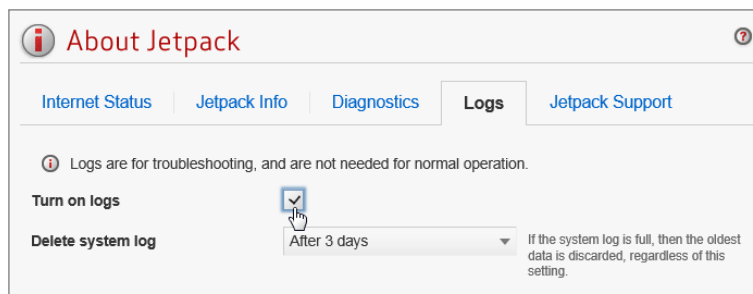 About Jetpack
Internet Status Jetpack Info Diagnostics Logs Jetpack Support
Logs are for troubleshooting, and are not needed for normal operation.
Turn on logs
Delete system log After 3 days If the system log is full, then the oldest
data is discarded, regardless of this
setting.